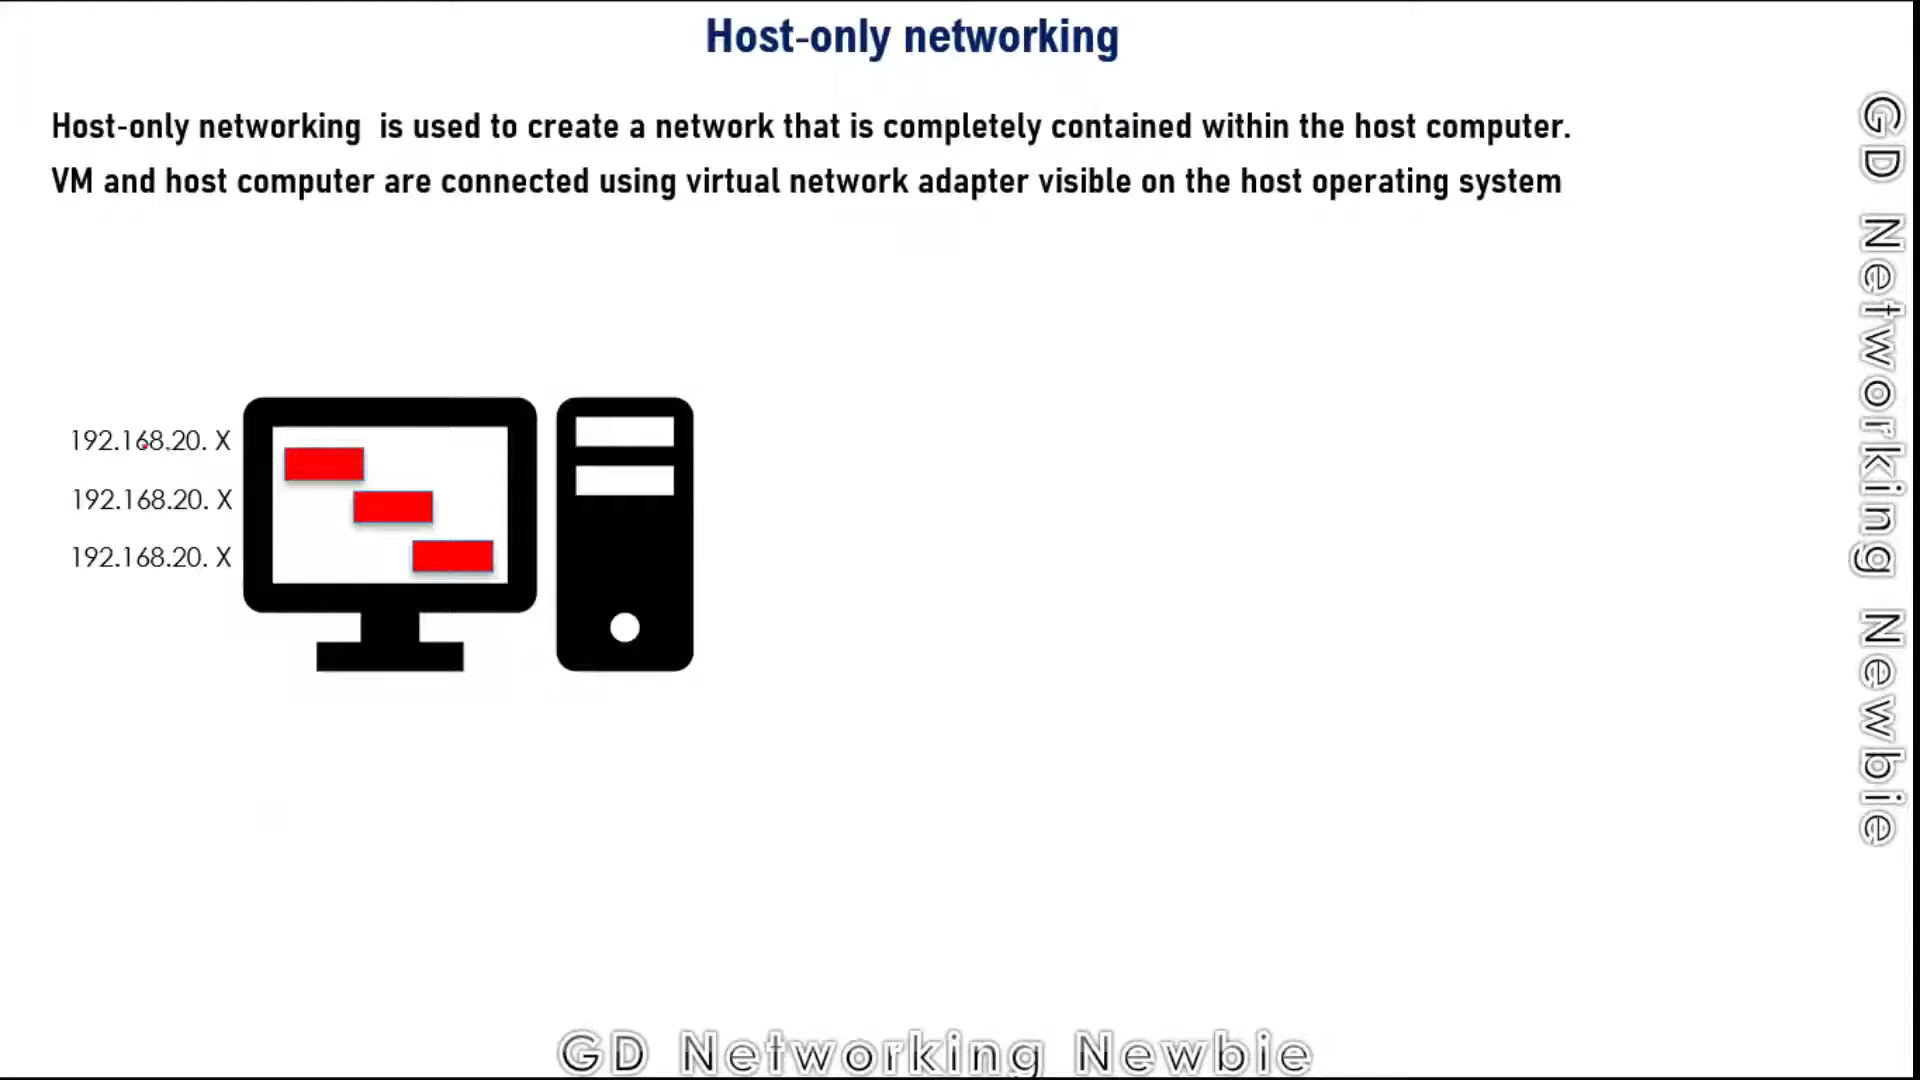 Host-only networking
Host-only networking is used to create a network that is completely contained within the host computer.
VM and host computer are connected using virtual network adapter visible on the host operating system
192.168.20. X
192.168.20. X
192.168.20. X
GD Networking Newbie
GD Networking Newbie